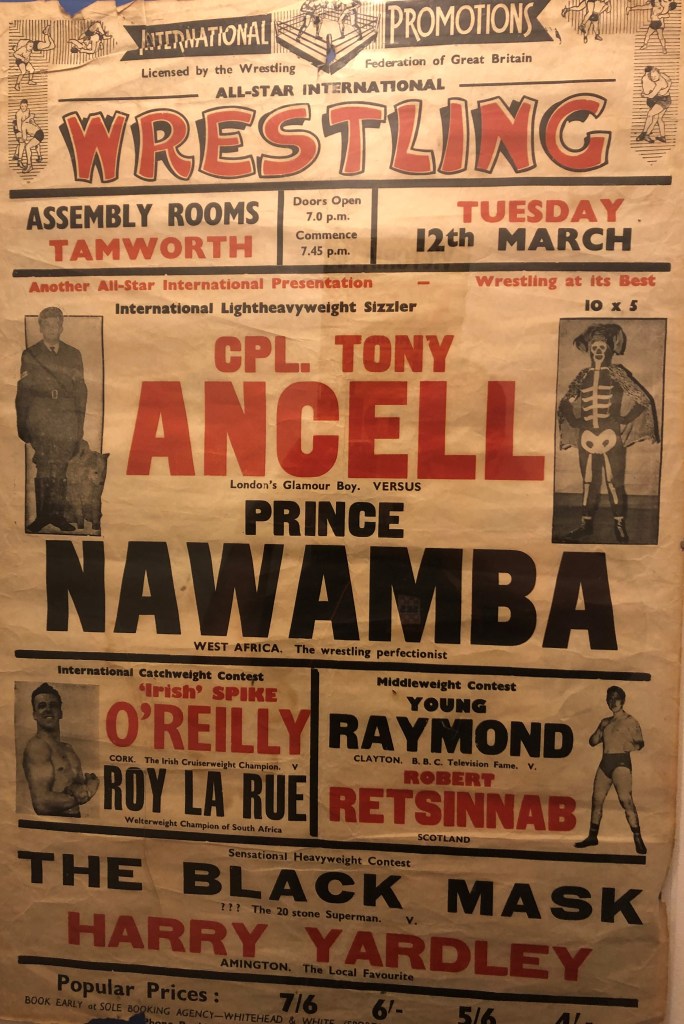 INTERNATIONAL PROMOTIONS
Licensed by the Wrestling Federation of Great Britain
ALL-STAR INTERNATIONAL
WRESTLING
ASSEMBLY ROOMS
TAMWORTH
Doors Open
7.0 p.m.
Commence
7.45 p.m.
TUESDAY
12th MARCH
Another All-Star International Presentation — Wrestling at its Best
International Lightheavyweight Sizzler 10 x 5
CPL. TONY
ANCELL
London's Glamour Boy. VERSUS
PRINCE
NAWAMBA
WEST AFRICA. The wrestling perfectionist
International Catchweight Contest
'Irish' SPIKE
O'REILLY
CORK. The Irish Cruiserweight Champion. V
ROY LA RUE
Welterweight Champion of South Africa
Middleweight Contest
YOUNG
RAYMOND
CLAYTON. B.B.C. Television Fame. V.
ROBERT
RETSINNAB
SCOTLAND
Sensational Heavyweight Contest
THE BLACK MASK
? ? ? The 20 stone Superman. V.
HARRY YARDLEY
AMINGTON. The Local Favourite
Popular Prices : 7/6 6/- 5/6 4/-
BOOK EARLY at SOLE BOOKING AGENCY—WHITEHEAD & WHITE